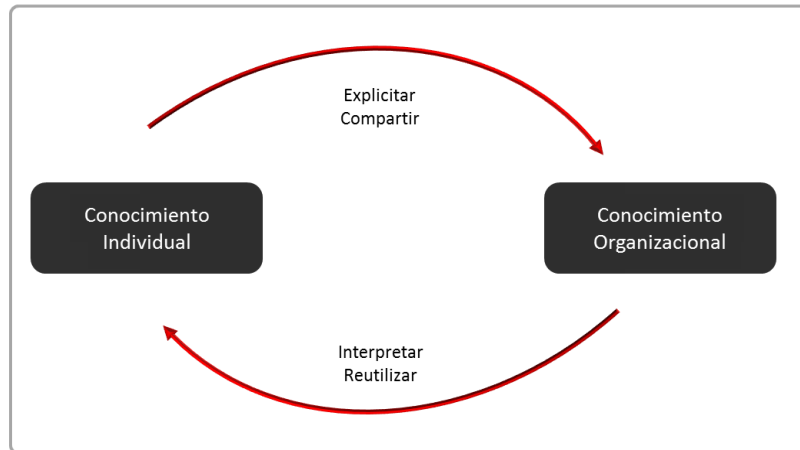 Explicitar
Compartir
Conocimiento
Individual
Conocimiento
Organizacional
Interpretar
Reutilizar